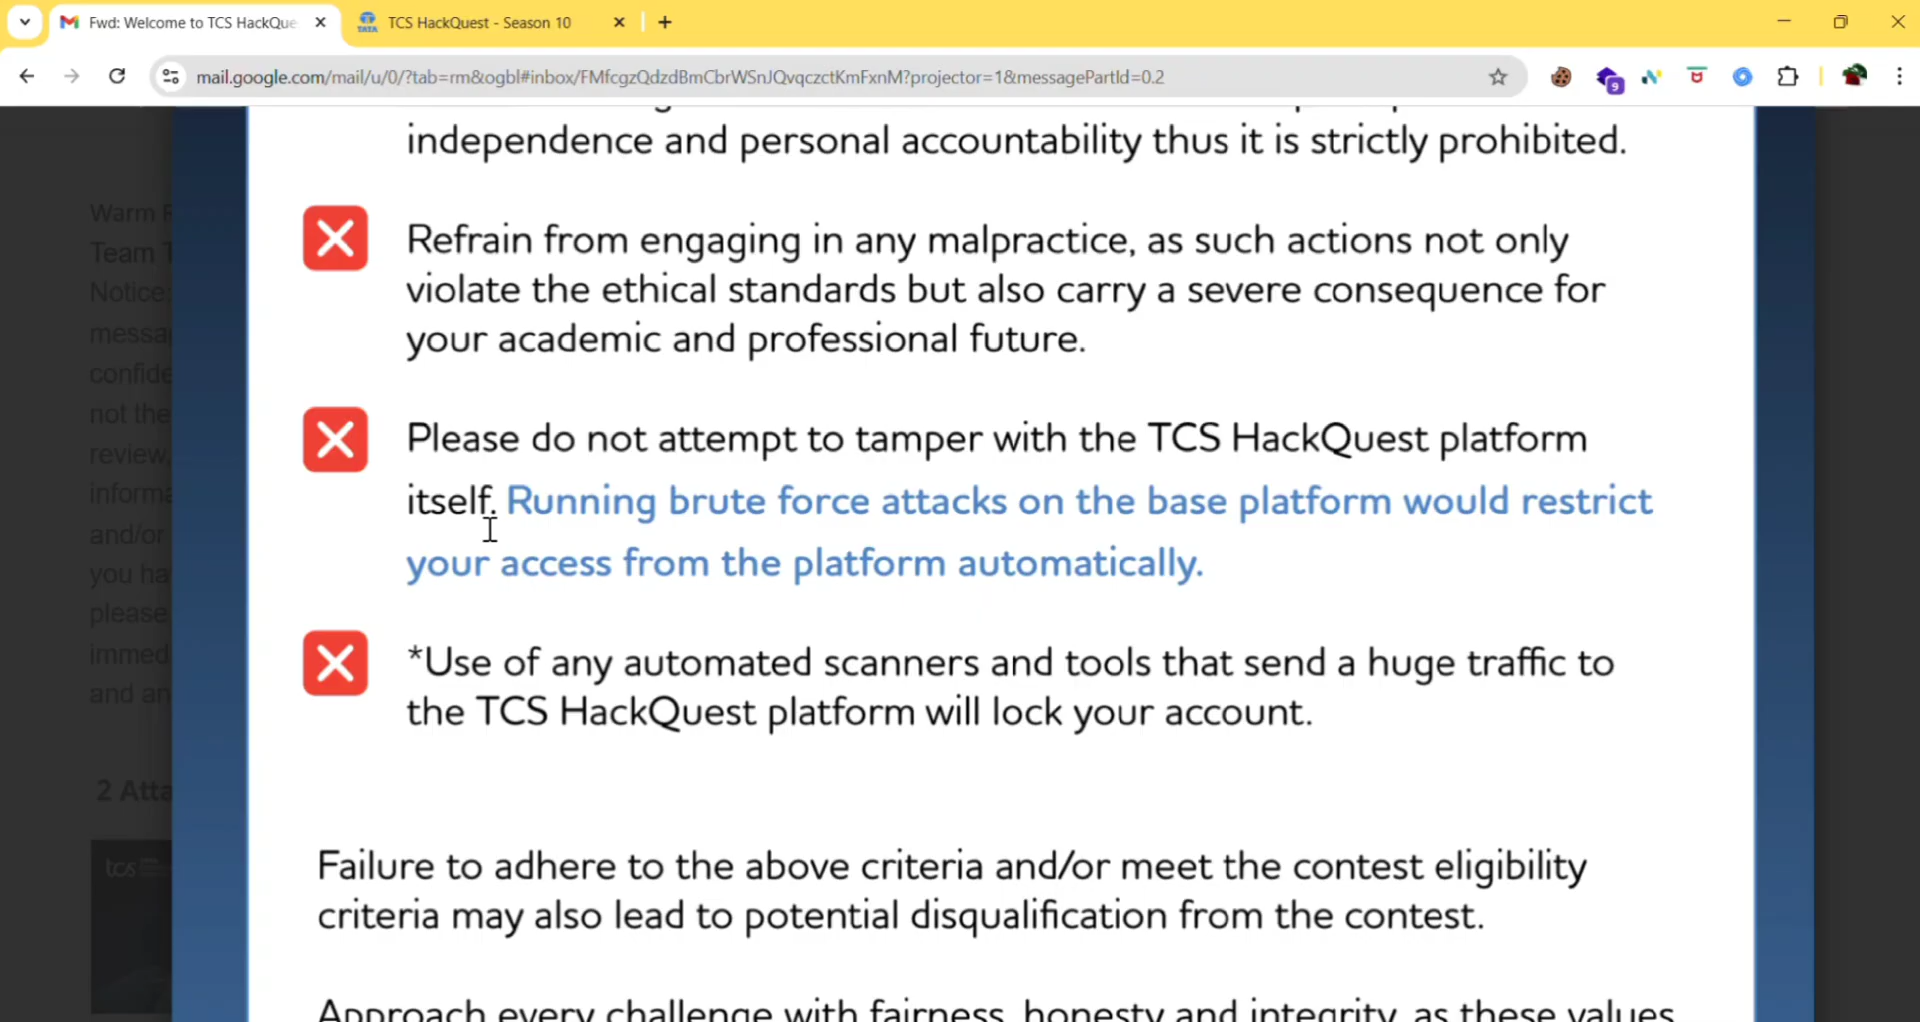 Fwd: Welcome to TCS HackQue
TCS HackQuest - Season 10
mail.google.com/mail/u/0/?tab=rm&ogbl#inbox/FMfcgzQdzdBmCbrWSnJQvqczctKmFxnM?projector=1&messagePartId=0.2
9
independence and personal accountability thus it is strictly prohibited.
Refrain from engaging in any malpractice, as such actions not only
violate the ethical standards but also carry a severe consequence for
your academic and professional future.
Please do not attempt to tamper with the TCS HackQuest platform
itself. Running brute force attacks on the base platform would restrict
your access from the platform automatically.
*Use of any automated scanners and tools that send a huge traffic to
the TCS HackQuest platform will lock your account.
Failure to adhere to the above criteria and/or meet the contest eligibility
criteria may also lead to potential disqualification from the contest.
Approach every challenge with fairness, honesty and integrity, as these values
Warm
Team
Notice:
messa
confide
not the
review,
informa
and/or
you ha
please
immed
and an
2 Atta
tcs